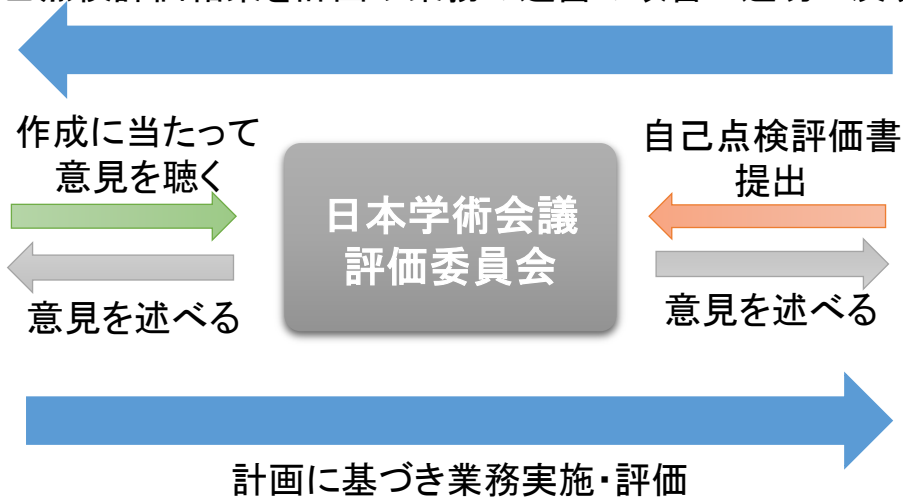 作成に当たって
意見を聴く
自己点検評価書
提出
日本学術会議
評価委員会
意見を述べる
意見を述べる
計画に基づき業務実施・評価